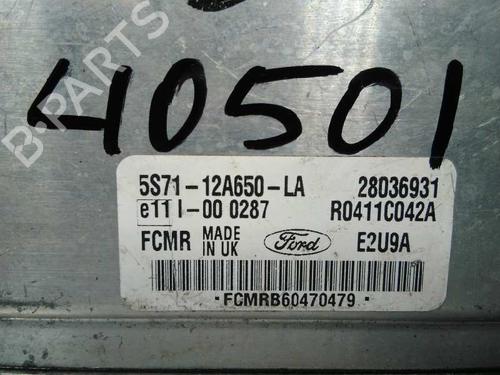 B-PARTS
40501
5S71-12A650-LA 28036931
e11 I-00 0287 R0411C042A
FCMR MADE IN UK Ford E2U9A
FCMRB60470479